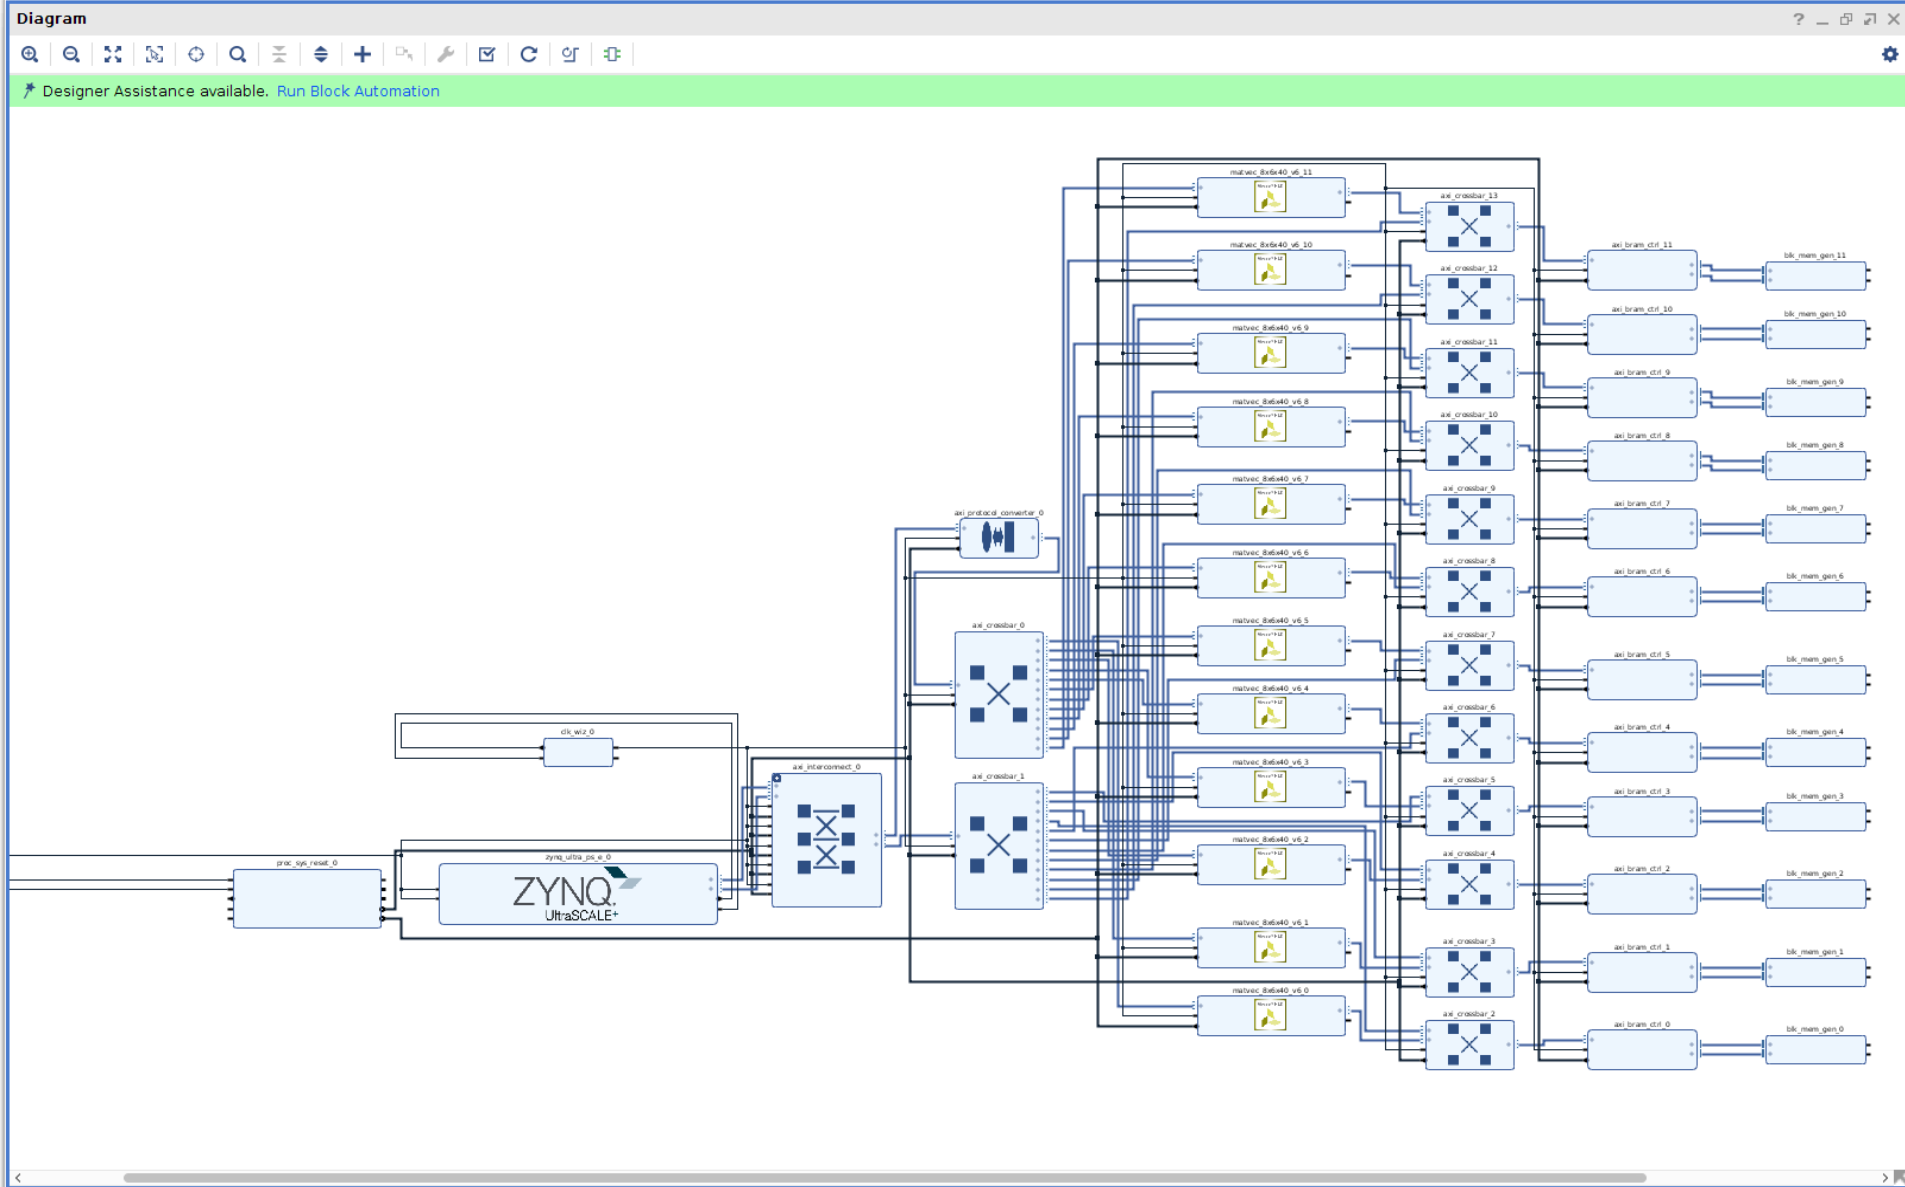 Diagram
Designer Assistance available. Run Block Automation
matvec_8x6x40_v6_11
axi_crossbar_13
matvec_8x6x40_v6_10
axi_bram_ctrl_11
blk_mem_gen_11
axi_crossbar_12
axi_bram_ctrl_10
blk_mem_gen_10
matvec_8x6x40_v6_9
axi_crossbar_11
axi_bram_ctrl_9
blk_mem_gen_9
matvec_8x6x40_v6_8
axi_crossbar_10
axi_bram_ctrl_8
blk_mem_gen_8
matvec_8x6x40_v6_7
axi_crossbar_9
axi_bram_ctrl_7
blk_mem_gen_7
axi_protocol_converter_0
matvec_8x6x40_v6_6
axi_crossbar_8
axi_bram_ctrl_6
blk_mem_gen_6
axi_crossbar_0
matvec_8x6x40_v6_5
axi_crossbar_7
axi_bram_ctrl_5
blk_mem_gen_5
matvec_8x6x40_v6_4
axi_crossbar_6
axi_bram_ctrl_4
blk_mem_gen_4
clk_wiz_0
axi_interconnect_0
axi_crossbar_1
matvec_8x6x40_v6_3
axi_crossbar_5
axi_bram_ctrl_3
blk_mem_gen_3
matvec_8x6x40_v6_2
axi_crossbar_4
axi_bram_ctrl_2
blk_mem_gen_2
proc_sys_reset_0
zynq_ultra_ps_e_0
ZYNQ.
UltraSCALE+
matvec_8x6x40_v6_1
axi_crossbar_3
axi_bram_ctrl_1
blk_mem_gen_1
matvec_8x6x40_v6_0
axi_crossbar_2
axi_bram_ctrl_0
blk_mem_gen_0